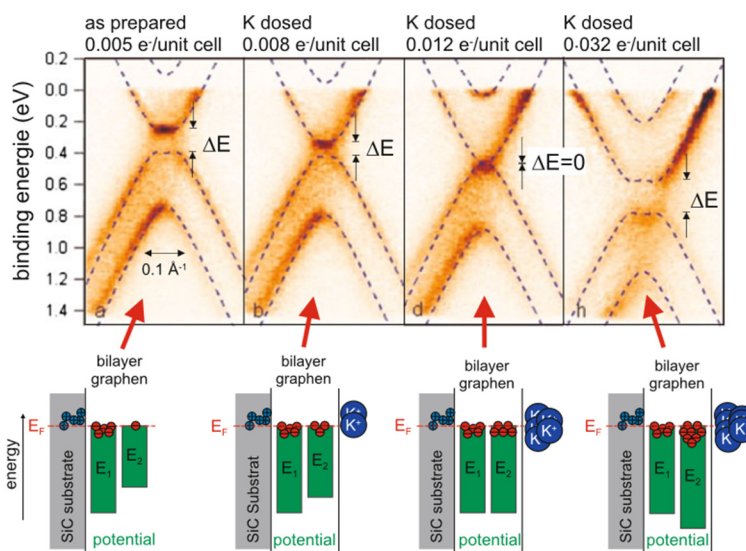 as prepared
0.005 e⁻/unit cell
K dosed
0.008 e⁻/unit cell
K dosed
0.012 e⁻/unit cell
K dosed
0·032 e⁻/unit cell
binding energie (eV)
0.2
0.0
0.2
0.4
0.6
0.8
1.0
1.2
1.4
ΔE
0.1 Å⁻¹
a
ΔE
b
ΔE=0
d
ΔE
h
energy
bilayer
graphen
E_F
SiC substrate
E₁
E₂
potential
bilayer
graphen
E_F
SiC Substrat
E₁
E₂
K⁺
K⁺
potential
bilayer
graphen
E_F
SiC substrate
E₁
E₂
K
K
K⁺
K
potential
bilayer
graphen
E_F
SiC substrate
E₁
E₂
K
K
K
K
potential